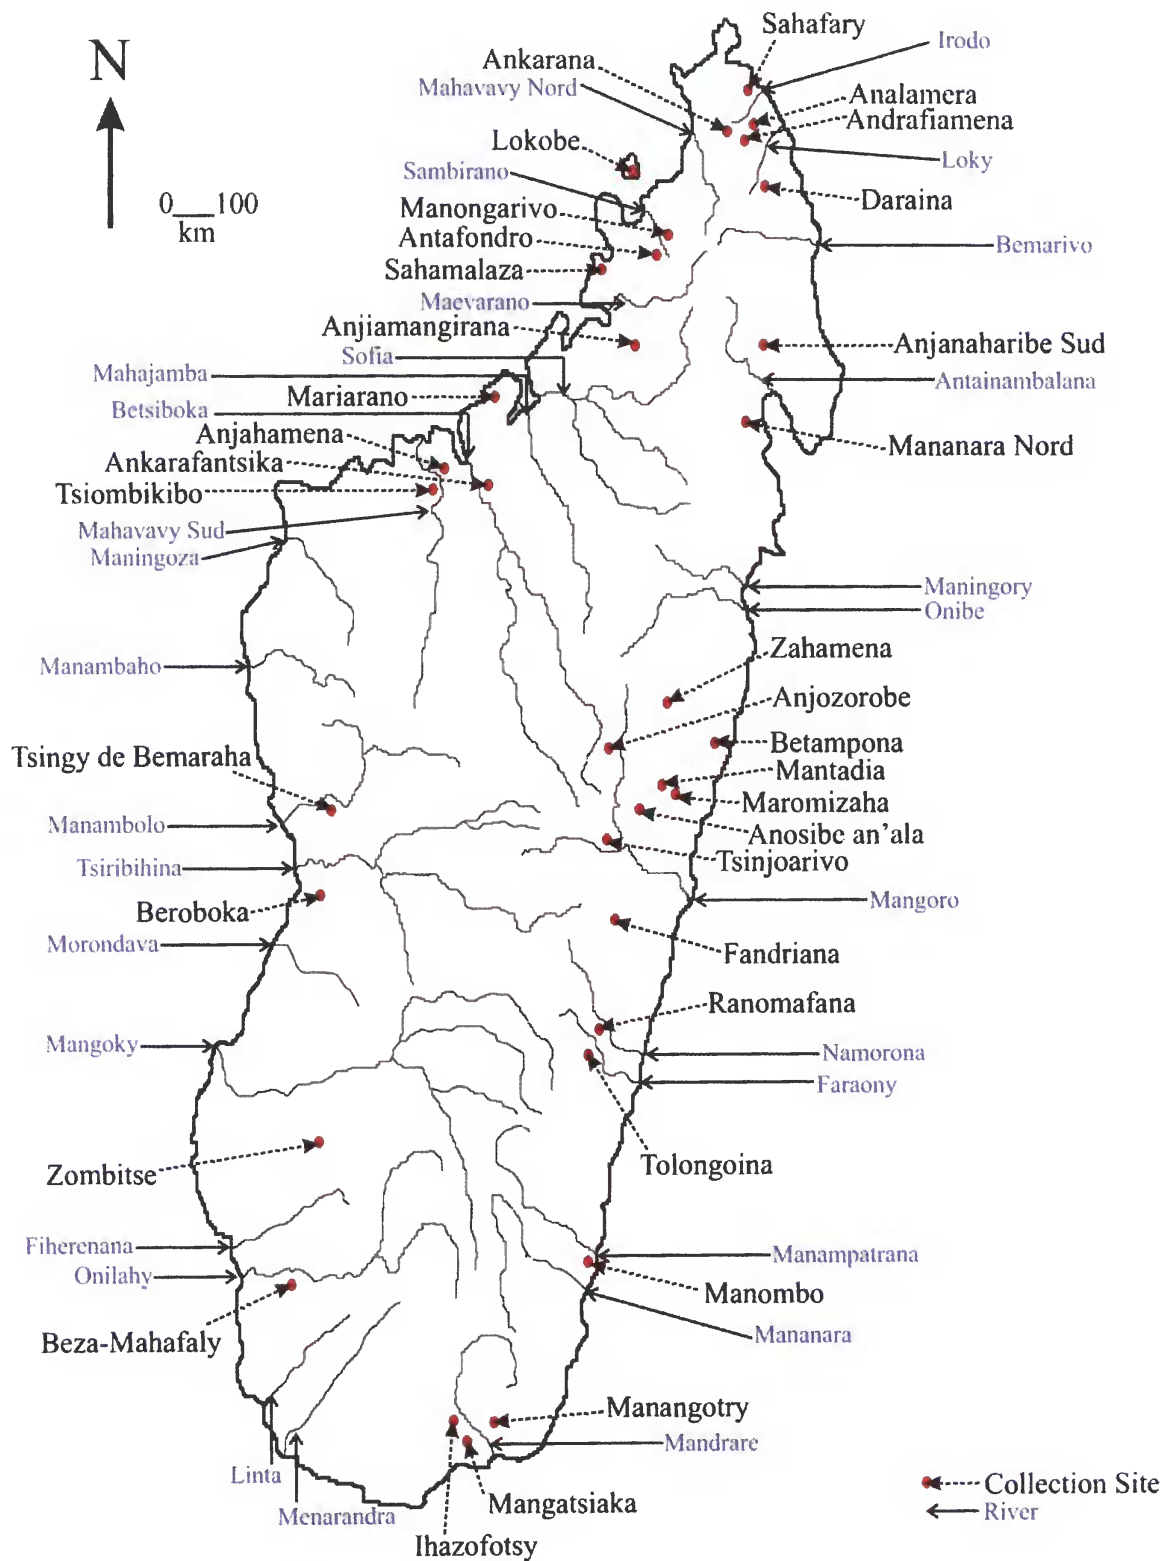 N
0 100
km
Sahafary
Irodo
Ankarana
Mahavavy Nord
Analamera
Andrafiamena
Lokobe
Loky
Sambirano
Daraina
Manongarivo
Antafondro
Bemarivo
Sahamalaza
Maevarano
Anjiamangirana
Anjanaharibe Sud
Sofia
Mahajamba
Antainambalana
Mariarano
Betsiboka
Anjahamena
Mananara Nord
Ankarafantsika
Tsiombikibo
Mahavavy Sud
Maningoza
Maningory
Onibe
Zahamena
Manambaho
Anjozorobe
Betampona
Tsingy de Bemaraha
Mantadia
Maromizaha
Manambolo
Anosibe an'ala
Tsinjoarivo
Tsiribihina
Mangoro
Beroboka
Morondava
Fandriana
Ranomafana
Mangoky
Namorona
Faraony
Zombitse
Tolongoina
Fiherenana
Manampatrana
Onilahy
Manombo
Beza-Mahafaly
Mananara
Manangotry
Mandrare
Linta
Menarandra
Mangatsiaka
Ihazofotsy
Collection Site
River